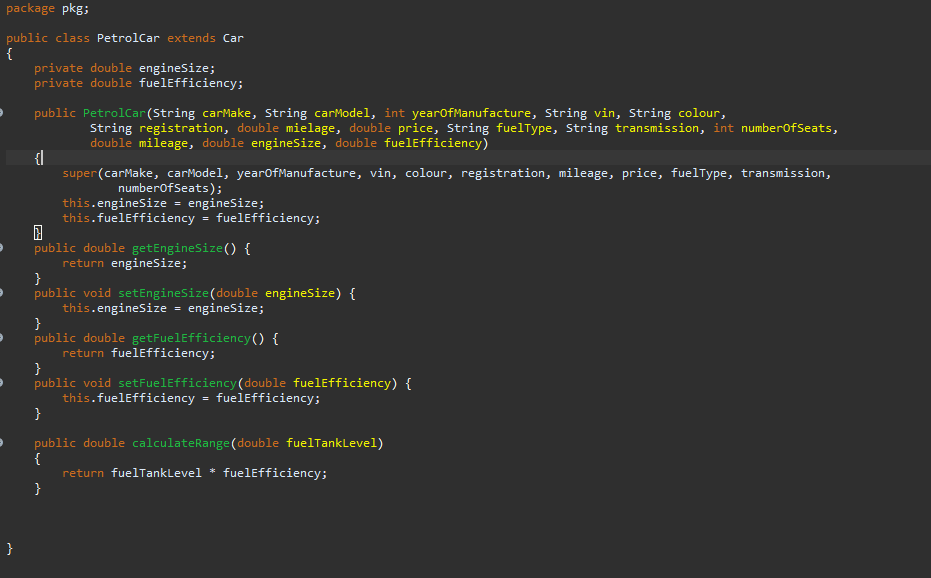 package pkg;
public class PetrolCar extends Car
{
private double engineSize;
private double fuelEfficiency;
public PetrolCar(String carMake, String carModel, int yearOfManufacture, String vin, String colour,
String registration, double mielage, double price, String fuelType, String transmission, int numberOfSeats,
double mileage, double engineSize, double fuelEfficiency)
{
super(carMake, carModel, yearOfManufacture, vin, colour, registration, mileage, price, fuelType, transmission,
numberOfSeats);
this.engineSize = engineSize;
this.fuelEfficiency = fuelEfficiency;
}
public double getEngineSize() {
return engineSize;
}
public void setEngineSize(double engineSize) {
this.engineSize = engineSize;
}
public double getFuelEfficiency() {
return fuelEfficiency;
}
public void setFuelEfficiency(double fuelEfficiency) {
this.fuelEfficiency = fuelEfficiency;
}
public double calculateRange(double fuelTankLevel)
{
return fuelTankLevel * fuelEfficiency;
}
}